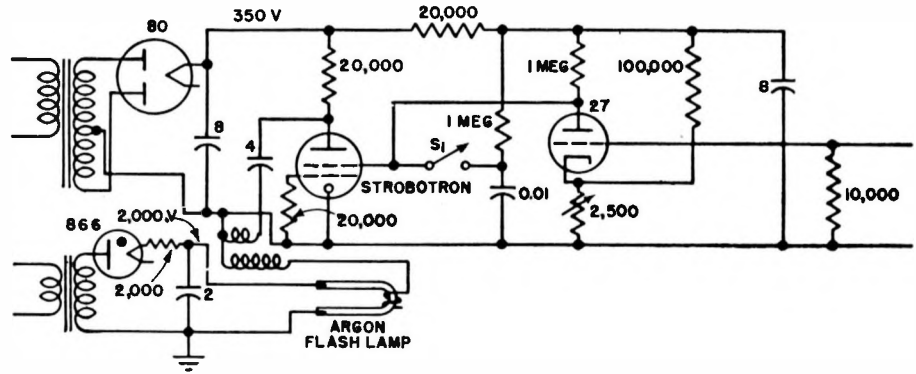 80
350 V
20,000
20,000
1 MEG
100,000
27
8
8
4
1 MEG
S1
STROBOTRON
0.01
2,500
10,000
20,000
866
2,000 V
2,000
2
ARGON
FLASH LAMP